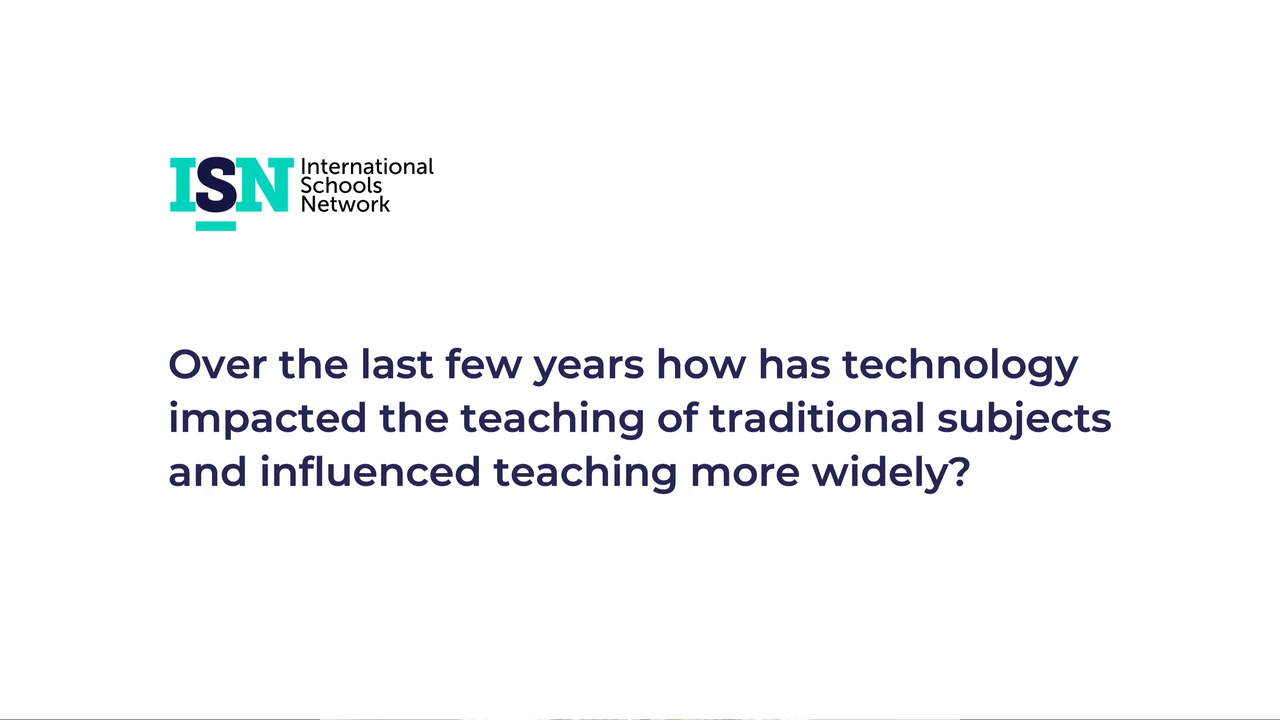 ISN
International
Schools
Network
Over the last few years how has technology
impacted the teaching of traditional subjects
and influenced teaching more widely?